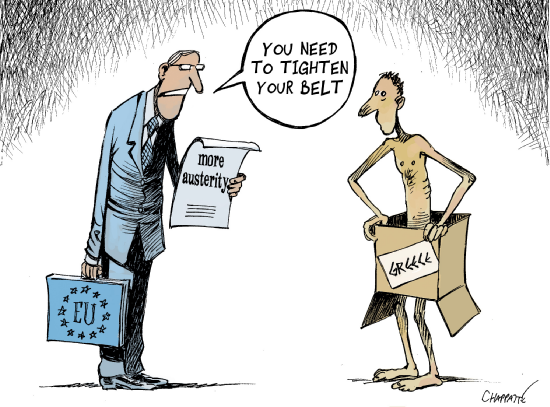 YOU NEED
TO TIGHTEN
YOUR BELT
more
austerity
EU
GREECE
CHAPPATTE